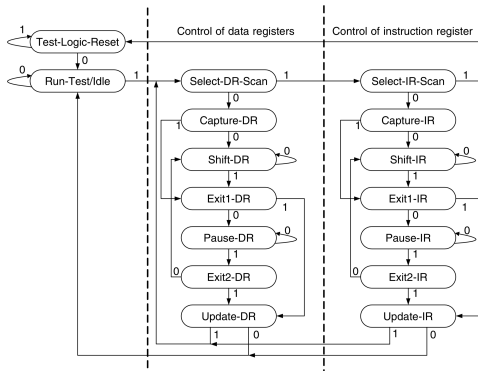 Control of data registers
Control of instruction register
1
Test-Logic-Reset
0
0
Run-Test/Idle
1
Select-DR-Scan
1
Select-IR-Scan
1
0
0
Capture-DR
Capture-IR
1
0
1
0
Shift-DR
0
Shift-IR
0
1
1
Exit1-DR
Exit1-IR
0
1
0
1
Pause-DR
0
Pause-IR
0
1
1
0
Exit2-DR
0
Exit2-IR
1
1
Update-DR
Update-IR
1
0
1
0